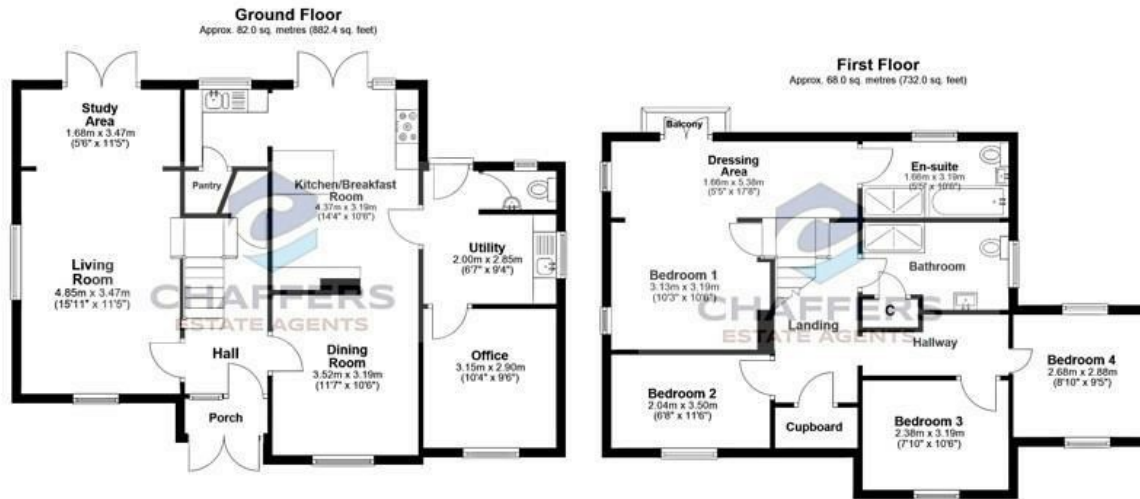 Ground Floor
Approx. 82.0 sq. metres (882.4 sq. feet)
Study
Area
1.68m x 3.47m
(5'6" x 11'5")
Pantry
Kitchen/Breakfast
Room
4.37m x 3.19m
(14'4" x 10'6")
Utility
2.00m x 2.85m
(6'7" x 9'4")
Living
Room
4.85m x 3.47m
(15'11" x 11'5")
CHAFFERS
ESTATE AGENTS
Hall
Dining
Room
3.52m x 3.19m
(11'7" x 10'6")
Office
3.15m x 2.90m
(10'4" x 9'6")
Porch
First Floor
Approx. 68.0 sq. metres (732.0 sq. feet)
Balcony
Dressing
Area
1.66m x 5.38m
(5'5" x 17'8")
En-suite
1.66m x 3.19m
(5'5" x 10'6")
Bedroom 1
3.13m x 3.19m
(10'3" x 10'6")
Bathroom
C
CHAFFERS
ESTATE AGENTS
Landing
Hallway
Bedroom 4
2.68m x 2.88m
(8'10" x 9'5")
Bedroom 2
2.04m x 3.50m
(6'8" x 11'6")
Cupboard
Bedroom 3
2.38m x 3.19m
(7'10" x 10'6")